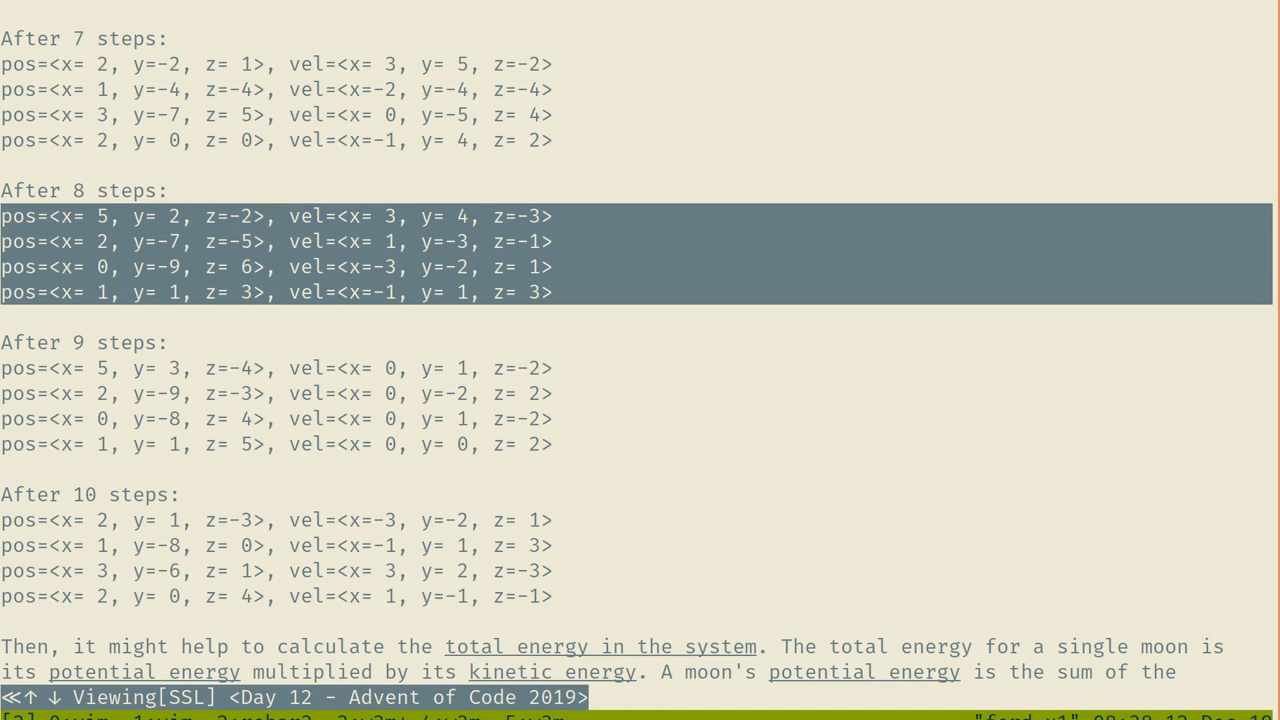 After 7 steps:
pos=<x= 2, y=-2, z= 1>, vel=<x= 3, y= 5, z=-2>
pos=<x= 1, y=-4, z=-4>, vel=<x=-2, y=-4, z=-4>
pos=<x= 3, y=-7, z= 5>, vel=<x= 0, y=-5, z= 4>
pos=<x= 2, y= 0, z= 0>, vel=<x=-1, y= 4, z= 2>
After 8 steps:
pos=<x= 5, y= 2, z=-2>, vel=<x= 3, y= 4, z=-3>
pos=<x= 2, y=-7, z=-5>, vel=<x= 1, y=-3, z=-1>
pos=<x= 0, y=-9, z= 6>, vel=<x=-3, y=-2, z= 1>
pos=<x= 1, y= 1, z= 3>, vel=<x=-1, y= 1, z= 3>
After 9 steps:
pos=<x= 5, y= 3, z=-4>, vel=<x= 0, y= 1, z=-2>
pos=<x= 2, y=-9, z=-3>, vel=<x= 0, y=-2, z= 2>
pos=<x= 0, y=-8, z= 4>, vel=<x= 0, y= 1, z=-2>
pos=<x= 1, y= 1, z= 5>, vel=<x= 0, y= 0, z= 2>
After 10 steps:
pos=<x= 2, y= 1, z=-3>, vel=<x=-3, y=-2, z= 1>
pos=<x= 1, y=-8, z= 0>, vel=<x=-1, y= 1, z= 3>
pos=<x= 3, y=-6, z= 1>, vel=<x= 3, y= 2, z=-3>
pos=<x= 2, y= 0, z= 4>, vel=<x= 1, y=-1, z=-1>
Then, it might help to calculate the total energy in the system. The total energy for a single moon is
its potential energy multiplied by its kinetic energy. A moon's potential energy is the sum of the
≪↑ ↓ Viewing[SSL] <Day 12 - Advent of Code 2019>